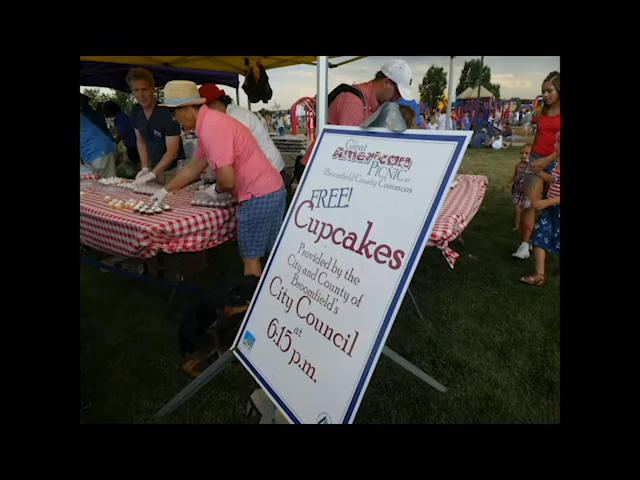 The Great
American
PICNIC at
Broomfield County Commons
FREE!
Cupcakes
Provided by the
City and County of
Broomfield's
City Council
at
6:15 p.m.